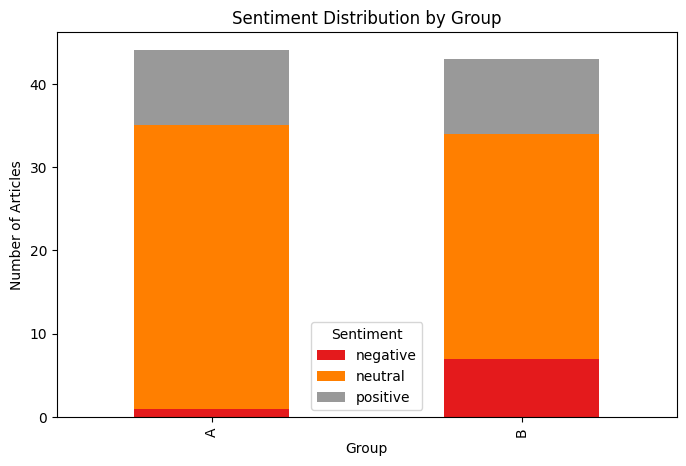 Sentiment Distribution by Group
Number of Articles
40
30
20
10
0
A
B
Group
Sentiment
negative
neutral
positive